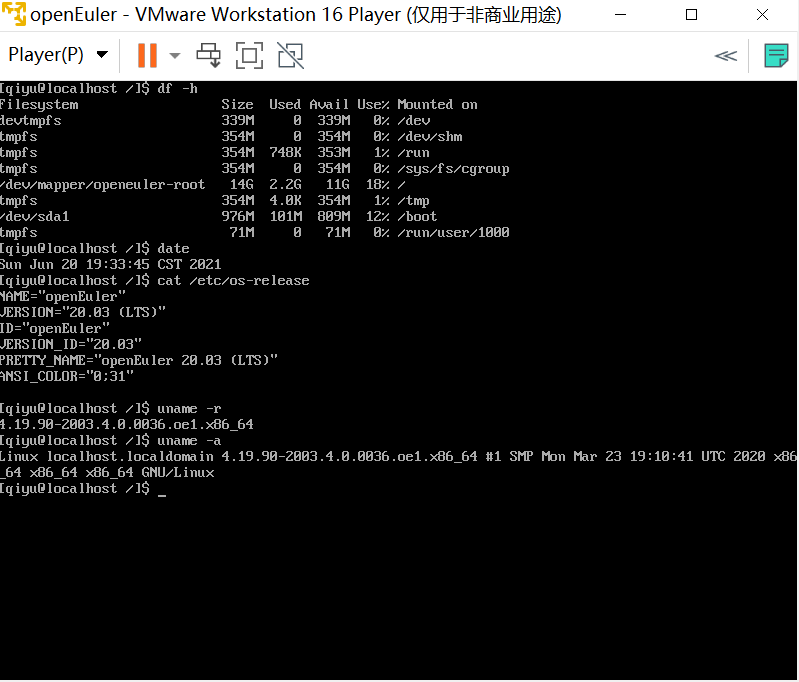 openEuler - VMware Workstation 16 Player (仅用于非商业用途)
Player(P)
[qiyu@localhost /]$ df -h
Filesystem Size Used Avail Use% Mounted on
devtmpfs 339M 0 339M 0% /dev
tmpfs 354M 0 354M 0% /dev/shm
tmpfs 354M 748K 353M 1% /run
tmpfs 354M 0 354M 0% /sys/fs/cgroup
/dev/mapper/openeuler-root 14G 2.2G 11G 18% /
tmpfs 354M 4.0K 354M 1% /tmp
/dev/sda1 976M 101M 809M 12% /boot
tmpfs 71M 0 71M 0% /run/user/1000
[qiyu@localhost /]$ date
Sun Jun 20 19:33:45 CST 2021
[qiyu@localhost /]$ cat /etc/os-release
NAME="openEuler"
VERSION="20.03 (LTS)"
ID="openEuler"
VERSION_ID="20.03"
PRETTY_NAME="openEuler 20.03 (LTS)"
ANSI_COLOR="0;31"
[qiyu@localhost /]$ uname -r
4.19.90-2003.4.0.0036.oe1.x86_64
[qiyu@localhost /]$ uname -a
Linux localhost.localdomain 4.19.90-2003.4.0.0036.oe1.x86_64 #1 SMP Mon Mar 23 19:10:41 UTC 2020 x86
_64 x86_64 x86_64 GNU/Linux
[qiyu@localhost /]$ _